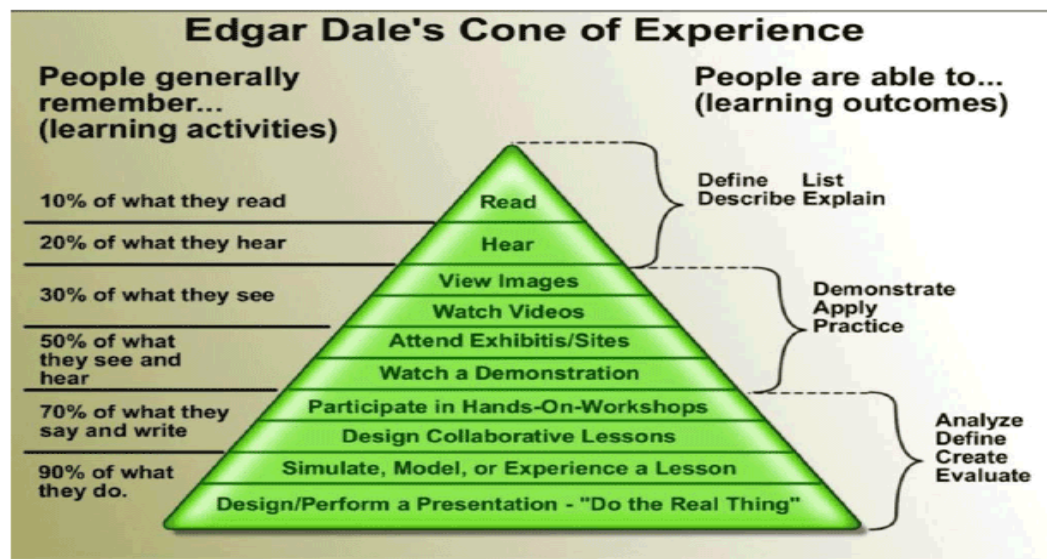 Edgar Dale's Cone of Experience
People generally
remember...
(learning activities)
10% of what they read
20% of what they hear
30% of what they see
50% of what
they see and
hear
70% of what they
say and write
90% of what
they do.
Read
Hear
View Images
Watch Videos
Attend Exhibitis/Sites
Watch a Demonstration
Participate in Hands-On-Workshops
Design Collaborative Lessons
Simulate, Model, or Experience a Lesson
Design/Perform a Presentation - "Do the Real Thing"
People are able to...
(learning outcomes)
Define List
Describe Explain
Demonstrate
Apply
Practice
Analyze
Define
Create
Evaluate